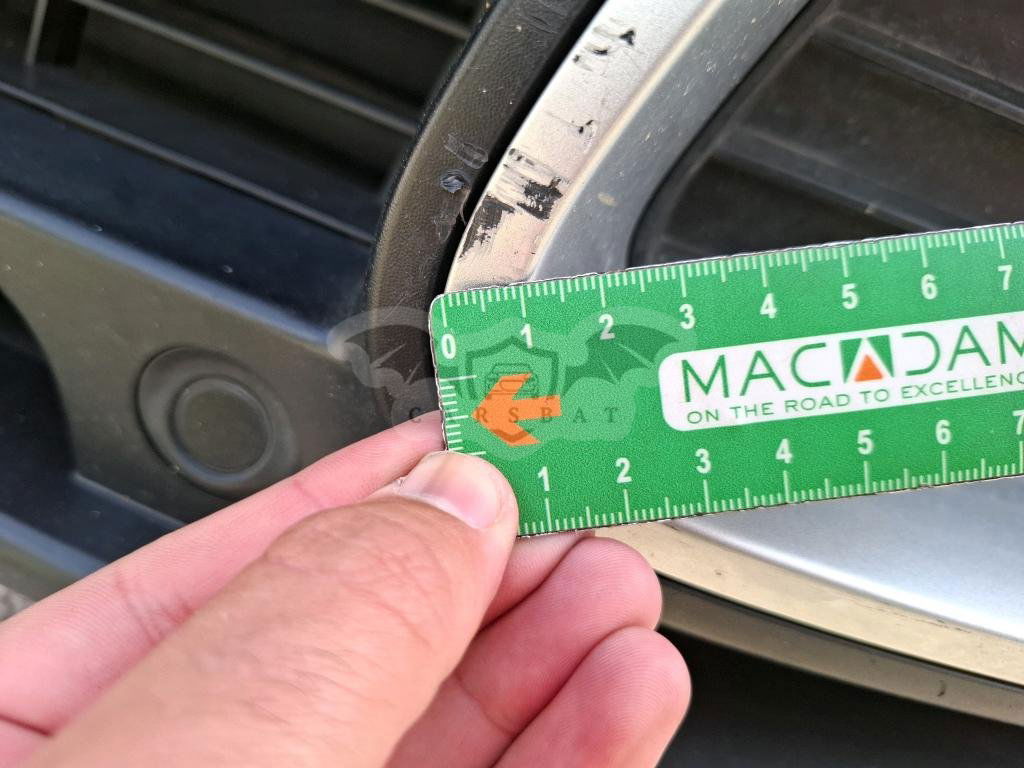 0 1 2 3 4 5 6 7
MACADAM
ON THE ROAD TO EXCELLENC
CARSBAT
1 2 3 4 5 6 7